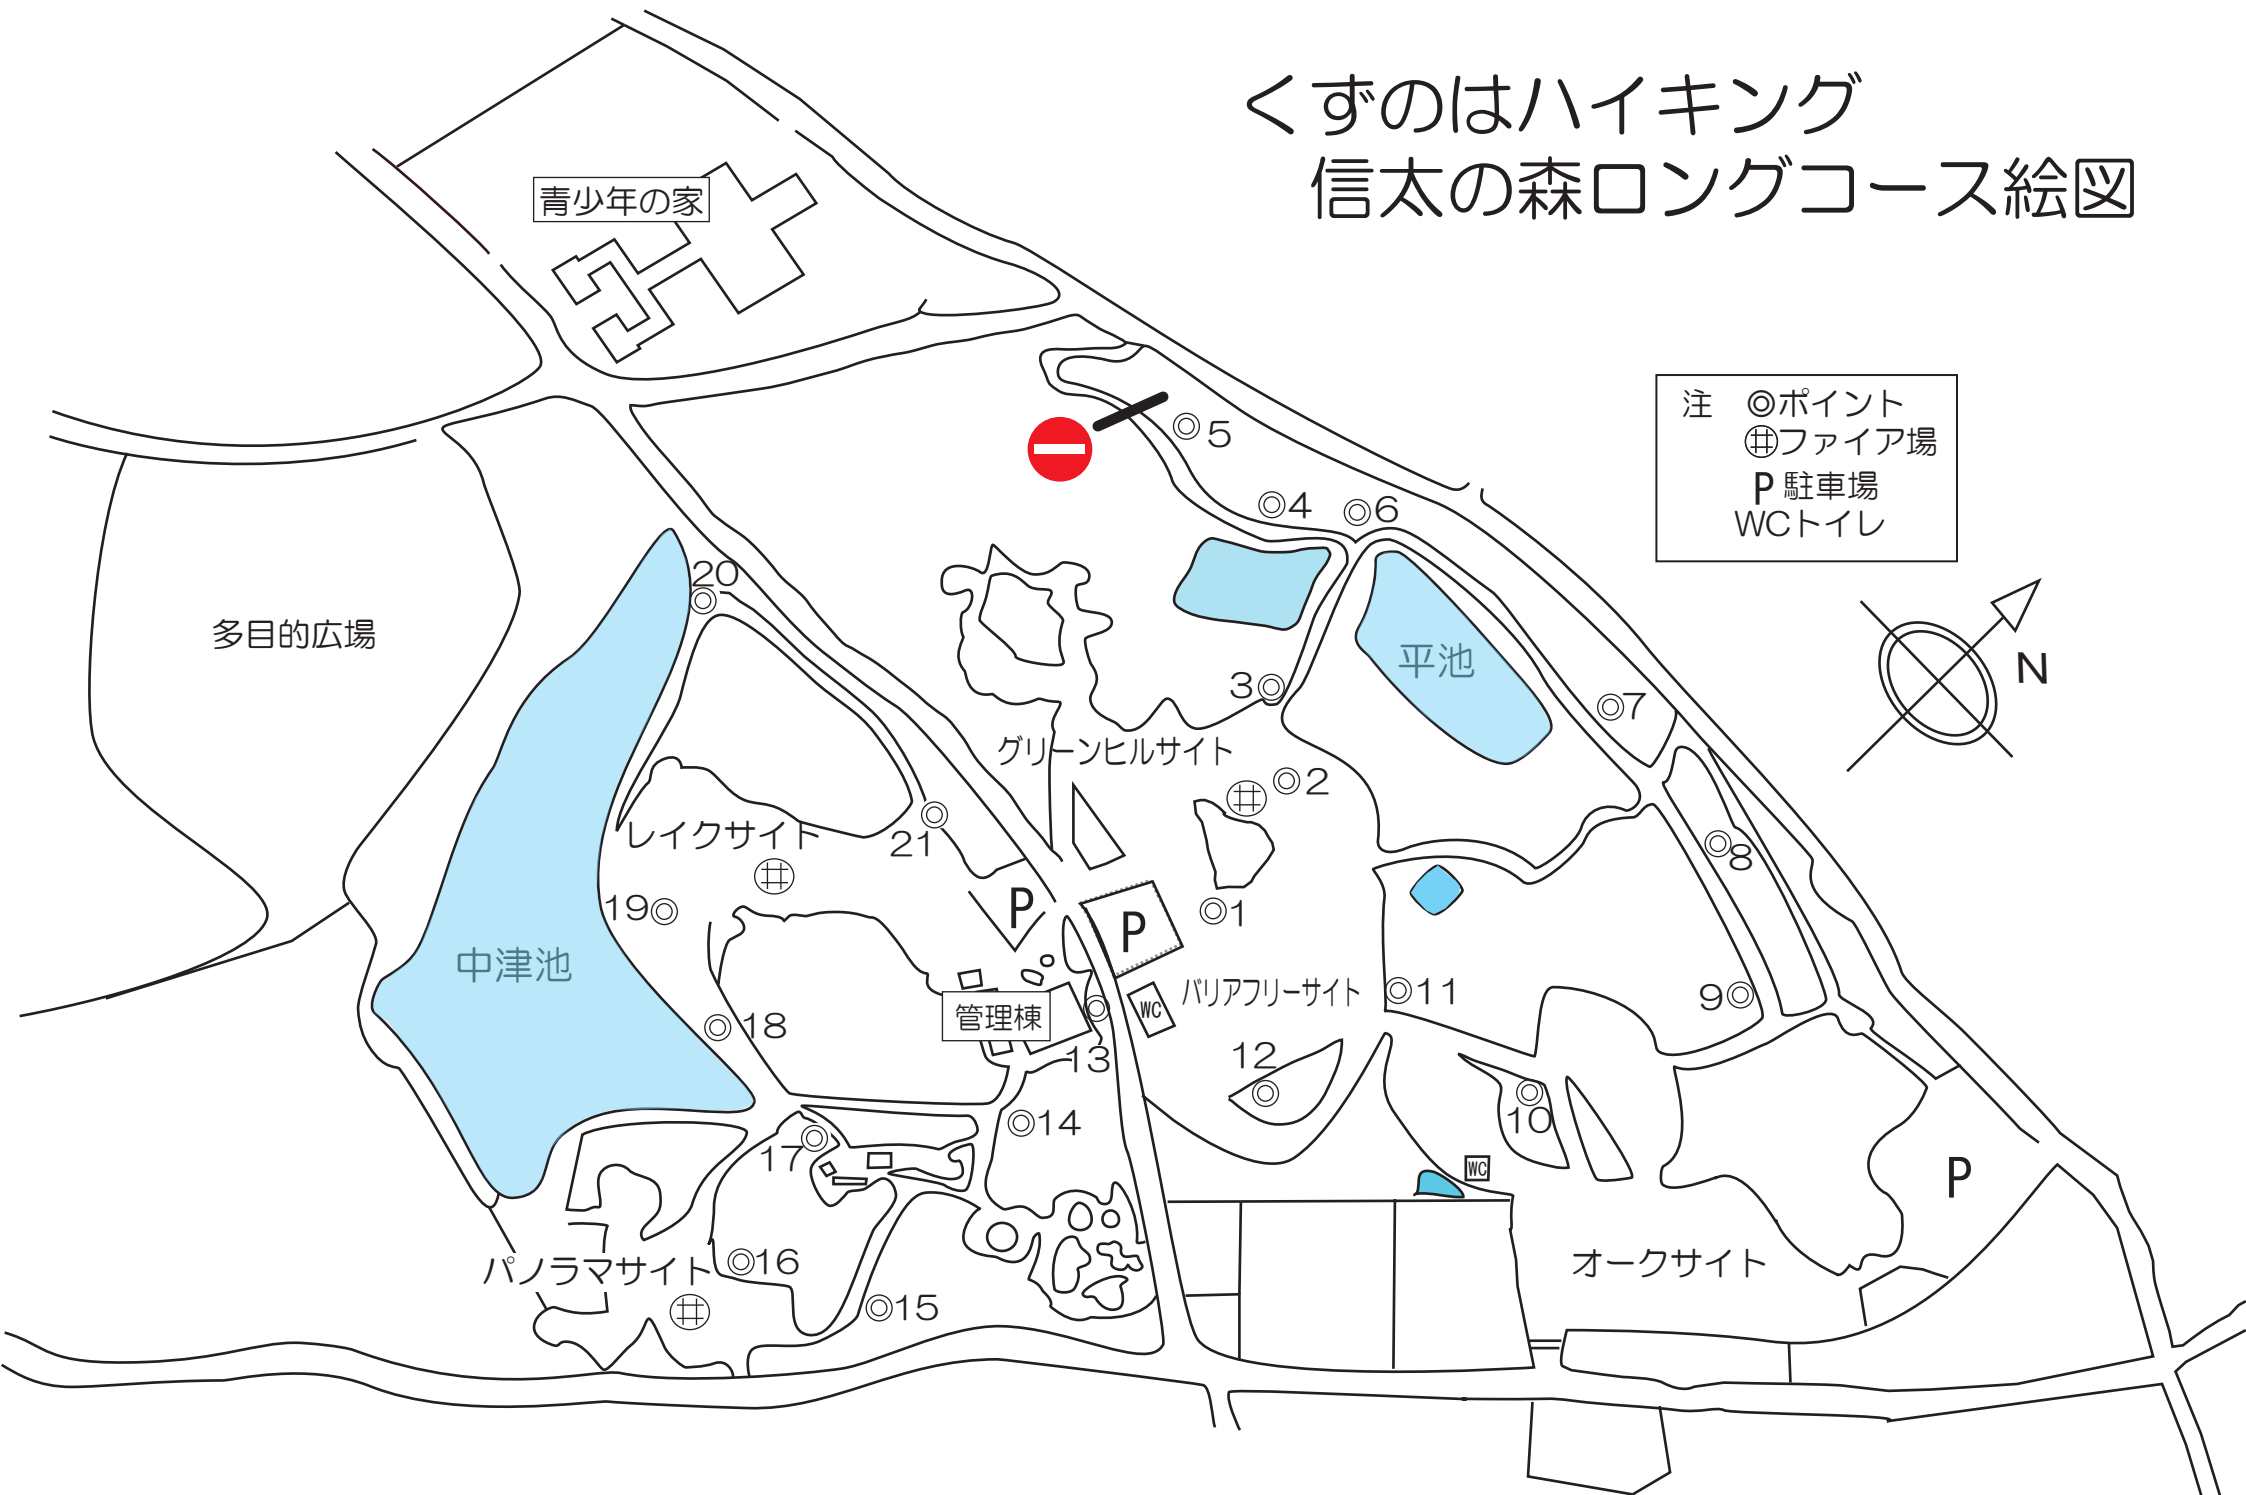 くずのはハイキング
信太の森ロングコース絵図
青少年の家
注 ◎ポイント
ファイア場
P 駐車場
WCトイレ
N
5
4
6
20
多目的広場
平池
3
7
グリーンヒルサイト
2
レイクサイト
21
8
19
P
P
1
中津池
バリアフリーサイト
11
9
管理棟
WC
18
13
12
10
14
17
WC
P
パノラマサイト
16
オークサイト
15